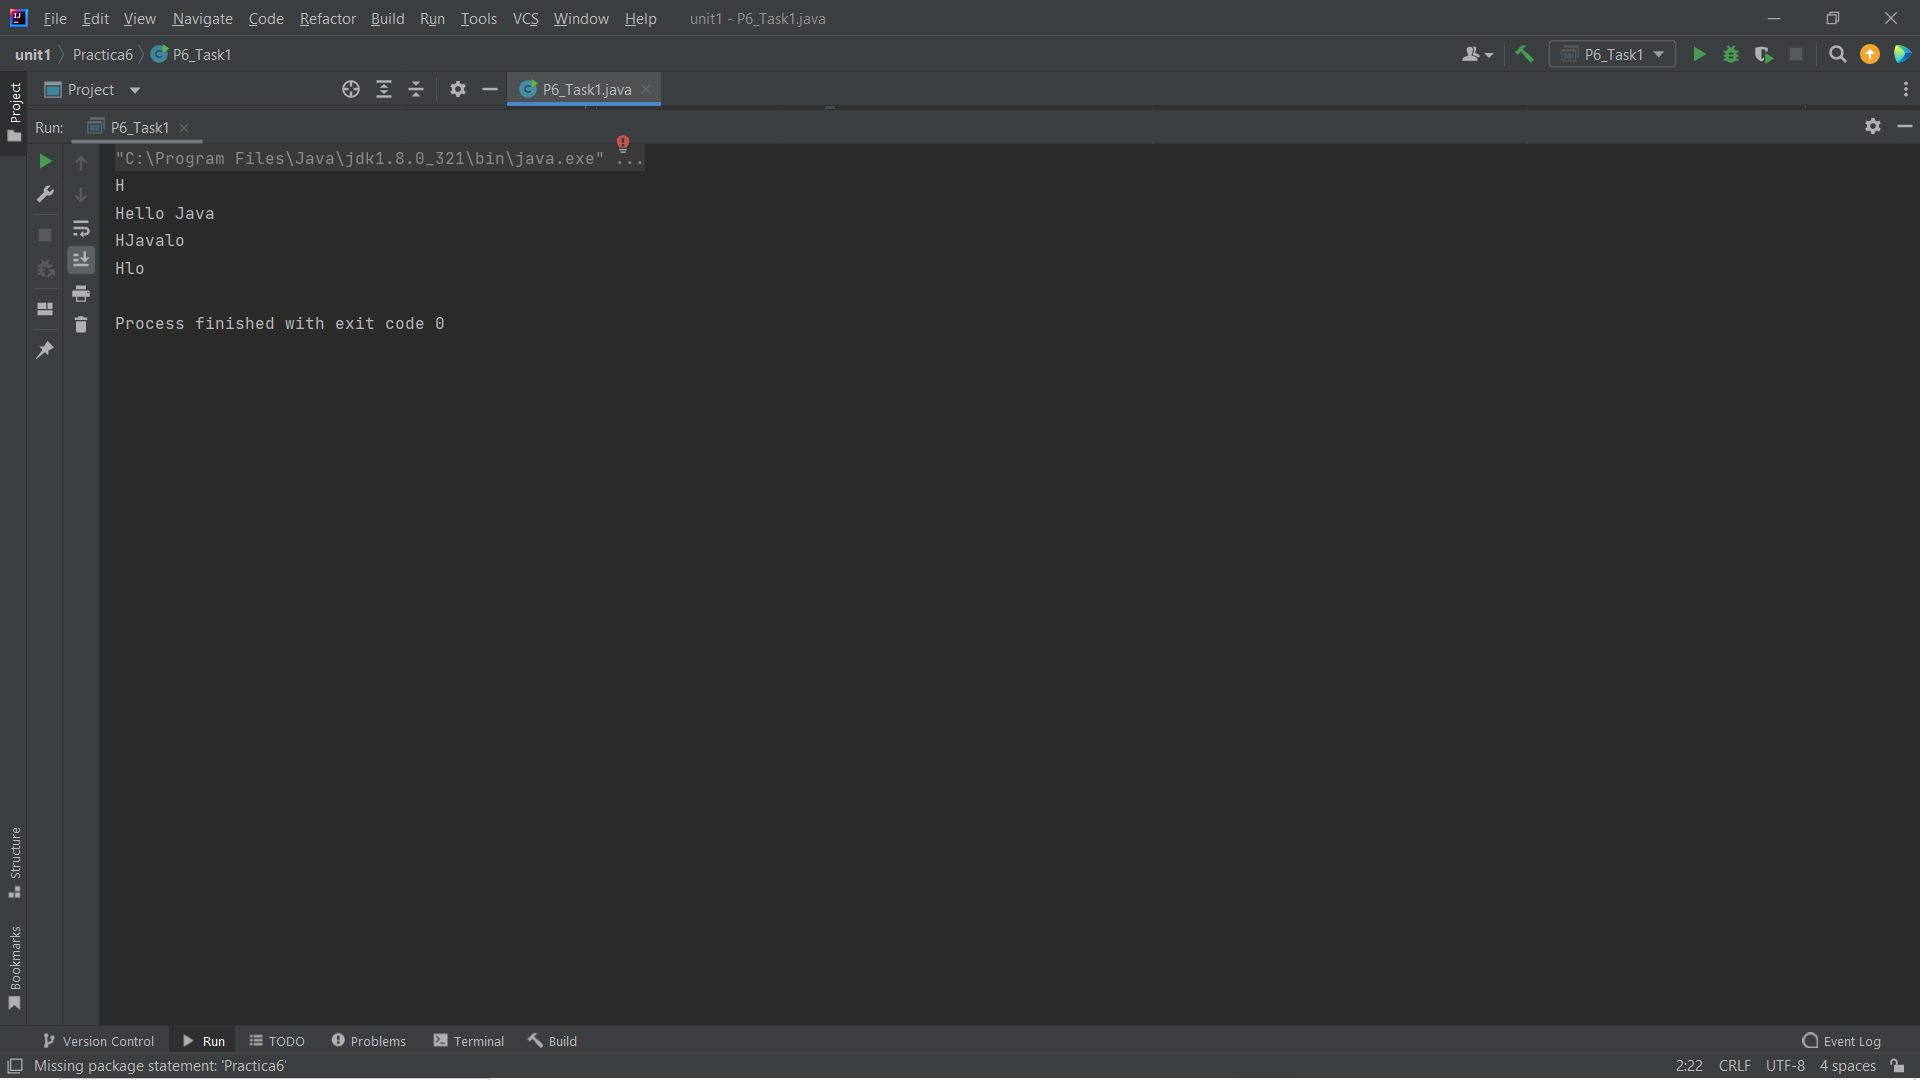 File Edit View Navigate Code Refactor Build Run Tools VCS Window Help unit1 - P6_Task1.java
unit1 Practica6 P6_Task1
P6_Task1
Project
Project
P6_Task1.java
Run: P6_Task1
"C:\Program Files\Java\jdk1.8.0_321\bin\java.exe" ...
H
Hello Java
HJavalo
Hlo
Process finished with exit code 0
Structure
Bookmarks
Version Control Run TODO Problems Terminal Build Event Log
Missing package statement: 'Practica6' 2:22 CRLF UTF-8 4 spaces